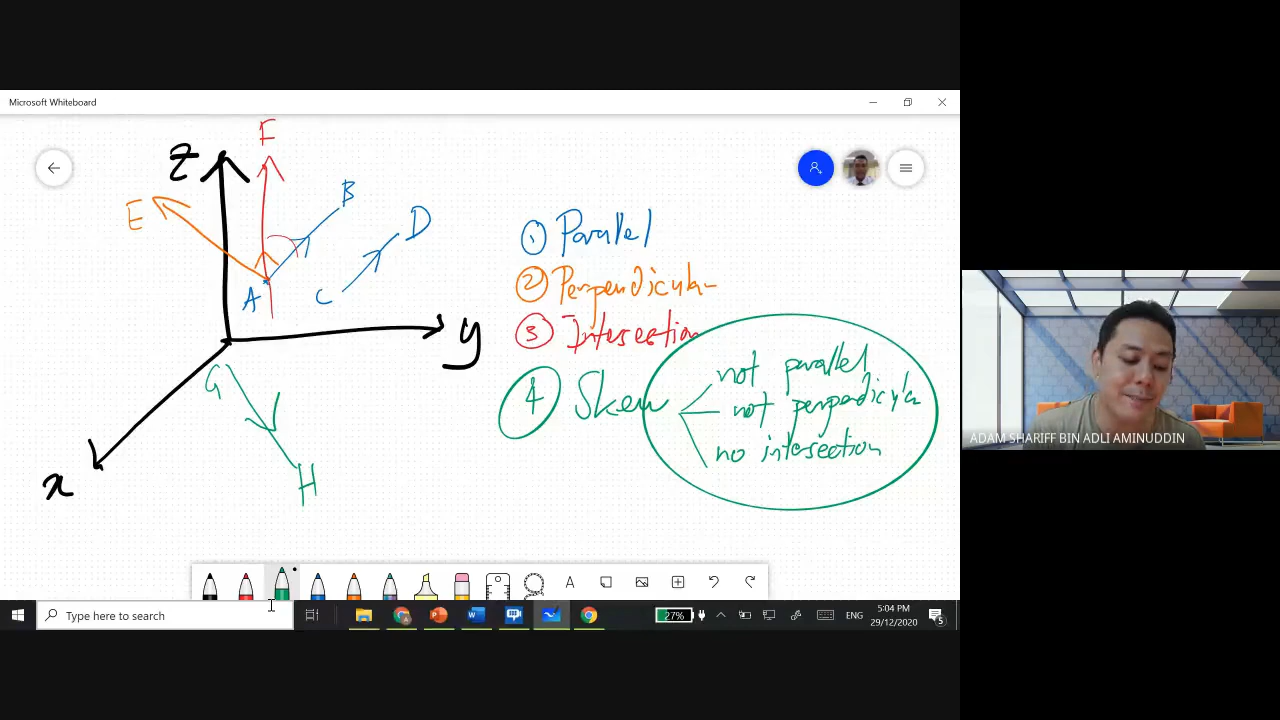 Microsoft Whiteboard
z
F
E
B
A
C
D
y
G
H
x
① Parallel
② Perpendicular
③ Intersection
④ Skew
not parallel
not perpendicular
no intersection
A
Type here to search
27%
ENG
5:04 PM
29/12/2020
5
ADAM SHARIFF BIN ADLI AMINUDDIN